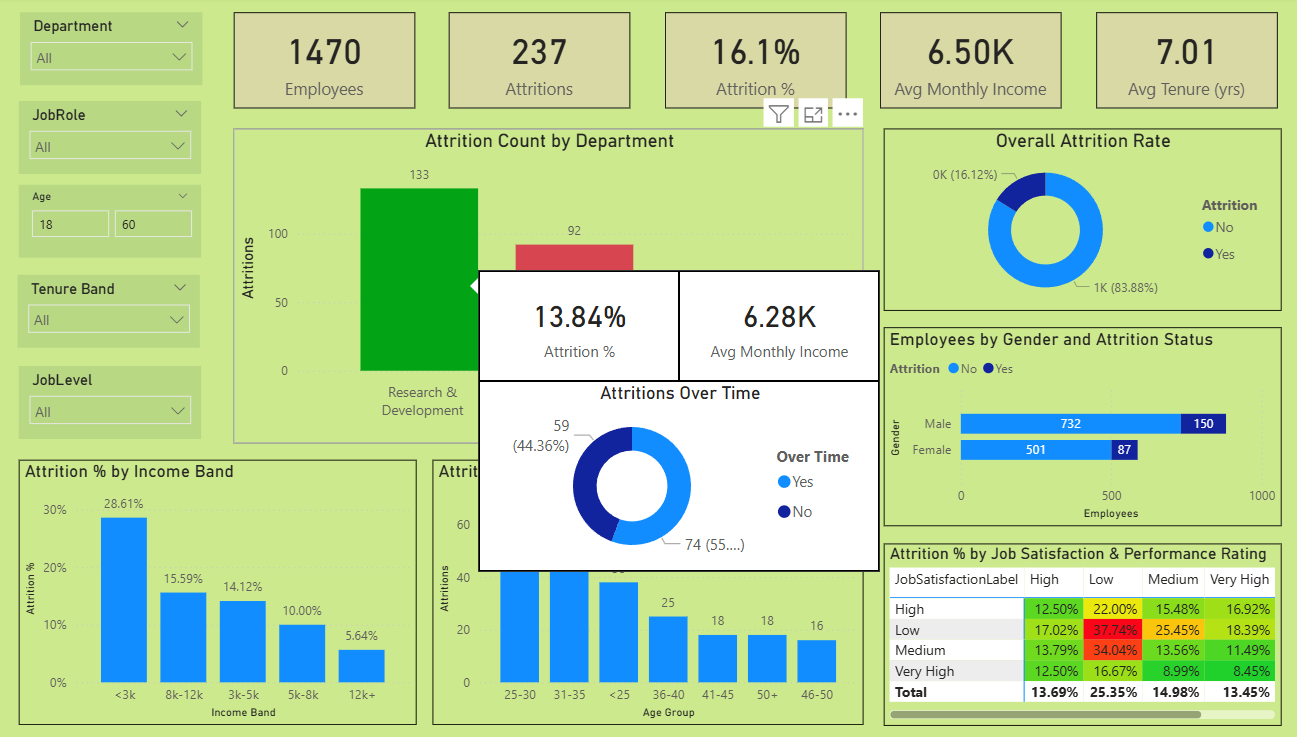 Department
All
JobRole
All
Age
18 60
Tenure Band
All
JobLevel
All
1470
Employees
237
Attritions
16.1%
Attrition %
6.50K
Avg Monthly Income
7.01
Avg Tenure (yrs)
Attrition Count by Department
Attritions
100
50
0
133
92
Research &
Development
13.84%
Attrition %
6.28K
Avg Monthly Income
Attritions Over Time
59
(44.36%)
74 (55....)
Over Time
Yes
No
Overall Attrition Rate
0K (16.12%)
1K (83.88%)
Attrition
No
Yes
Employees by Gender and Attrition Status
Attrition No Yes
Gender
Male 732 150
Female 501 87
0 500 1000
Employees
Attrition % by Income Band
Attrition %
30%
20%
10%
0%
28.61%
15.59%
14.12%
10.00%
5.64%
<3k 8k-12k 3k-5k 5k-8k 12k+
Income Band
Attriti
Attritions
60
40
20
0
25
18
18
16
25-30 31-35 <25 36-40 41-45 50+ 46-50
Age Group
Attrition % by Job Satisfaction & Performance Rating
JobSatisfactionLabel High Low Medium Very High
High 12.50% 22.00% 15.48% 16.92%
Low 17.02% 37.74% 25.45% 18.39%
Medium 13.79% 34.04% 13.56% 11.49%
Very High 12.50% 16.67% 8.99% 8.45%
Total 13.69% 25.35% 14.98% 13.45%